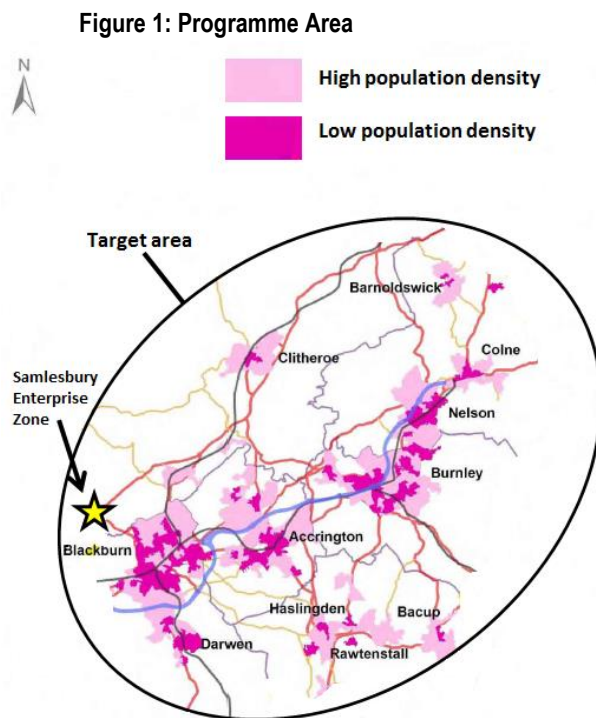 Figure 1: Programme Area
N
High population density
Low population density
Target area
Barnoldswick
Clitheroe
Colne
Samlesbury
Enterprise
Zone
Nelson
Burnley
Blackburn
Accrington
Haslingden
Bacup
Darwen
Rawtenstall